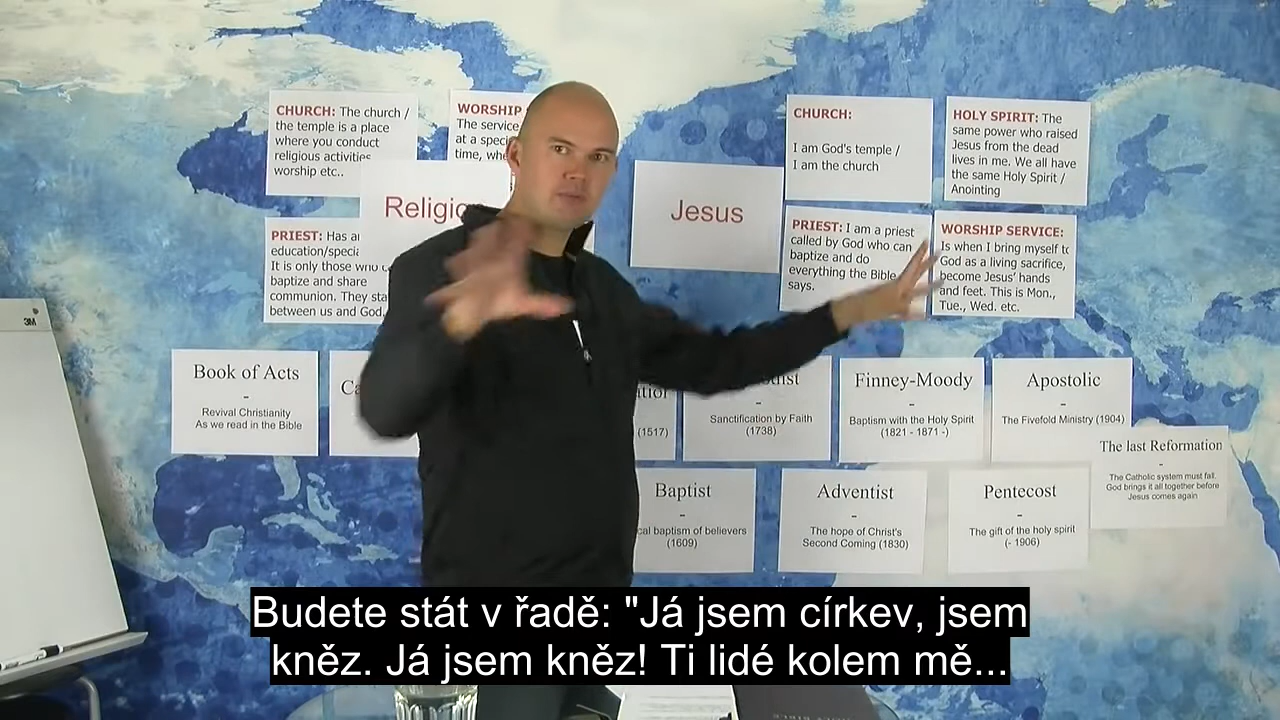 CHURCH: The church /
the temple is a place
where you conduct
religious activities
worship etc..
WORSHIP
The service
at a
time,
Religion
PRIEST: Has
It is only those who
baptize and share
communion. They
between us and God.
Jesus
CHURCH:
I am God's temple /
I am the church
HOLY SPIRIT: The
same power who raised
Jesus from the dead
lives in me. We all have
the same Holy Spirit /
Anointing
PRIEST: I am a priest
called by God who can
baptize and do
everything the Bible
says.
WORSHIP SERVICE:
Is when I bring myself to
God as a living sacrifice,
become Jesus' hands
and feet. This is Mon.,
Tue., Wed. etc.
3M
Book of Acts
-
Revival Christianity
As we read in the Bible
(1517)
Sanctification by Faith
(1738)
Finney-Moody
-
Baptism with the Holy Spirit
(1821 - 1871 -)
Apostolic
-
The Fivefold Ministry (1904)
The last Reformation
-
The Catholic system must fall.
God brings it all together before
Jesus comes again
Baptist
-
baptism of believers
(1609)
Adventist
-
The hope of Christ's
Second Coming (1830)
Pentecost
-
The gift of the holy spirit
(- 1906)
Budete stát v řadě: "Já jsem církev, jsem
kněz. Já jsem kněz! Ti lidé kolem mě...